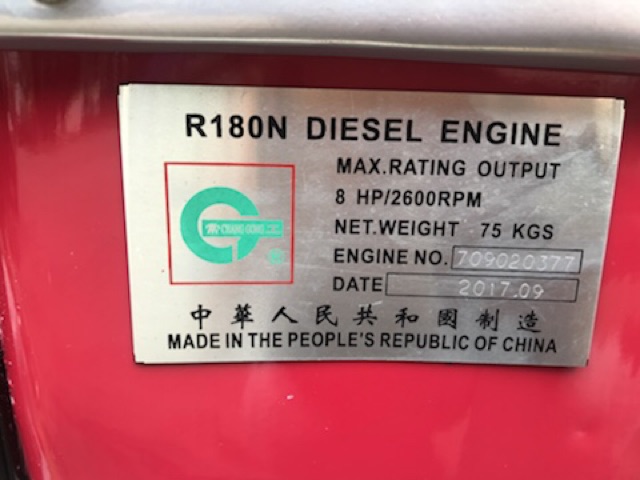 R180N DIESEL ENGINE
MAX.RATING OUTPUT
8 HP/2600RPM
NET.WEIGHT 75 KGS
ENGINE NO. 709020377
DATE 2017.09
中華人民共和國制造
MADE IN THE PEOPLE'S REPUBLIC OF CHINA